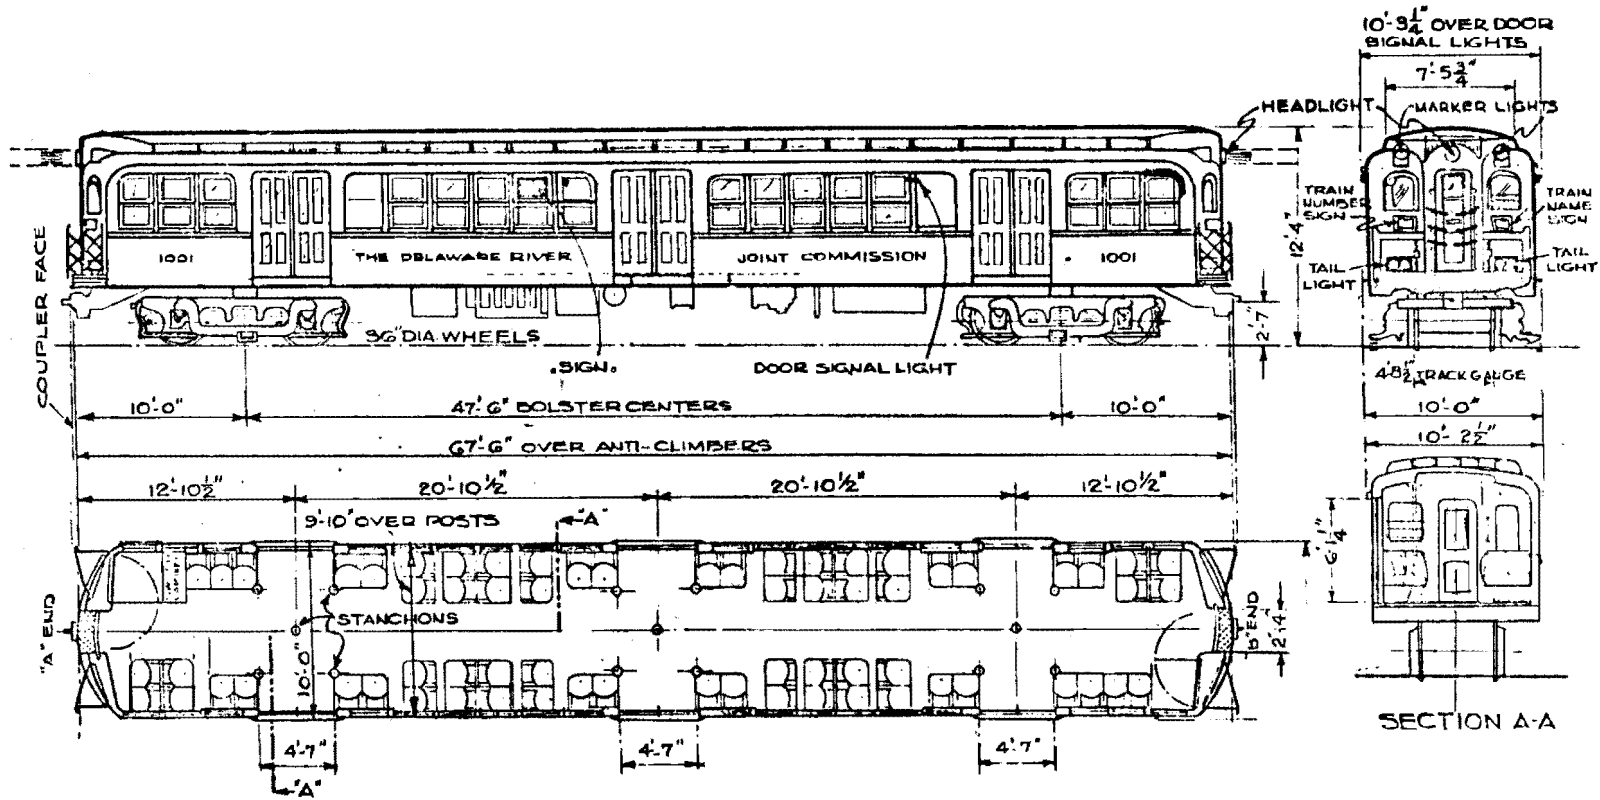 10'-3¼" OVER DOOR
SIGNAL LIGHTS
7'-5¾"
HEADLIGHT
MARKER LIGHTS
TRAIN
NUMBER
SIGN
TRAIN
NAME
SIGN
12'-4"
1001
THE DELAWARE RIVER
JOINT COMMISSION
1001
TAIL
LIGHT
TAIL
LIGHT
COUPLER FACE
36" DIA. WHEELS
2'-7"
SIGN.
DOOR SIGNAL LIGHT
4'-8½" TRACK GAUGE
10'-0"
47'-6" BOLSTER CENTERS
10'-0"
10'-0"
10'-2½"
67'-6" OVER ANTI-CLIMBERS
12'-10½"
20'-10½"
20'-10½"
12'-10½"
9'-10" OVER POSTS
"A"
6'-1¼"
"A" END
STANCHIONS
"B" END
2'-4"
10'-0"
4'-7"
4'-7"
4'-7"
"A"
SECTION A-A